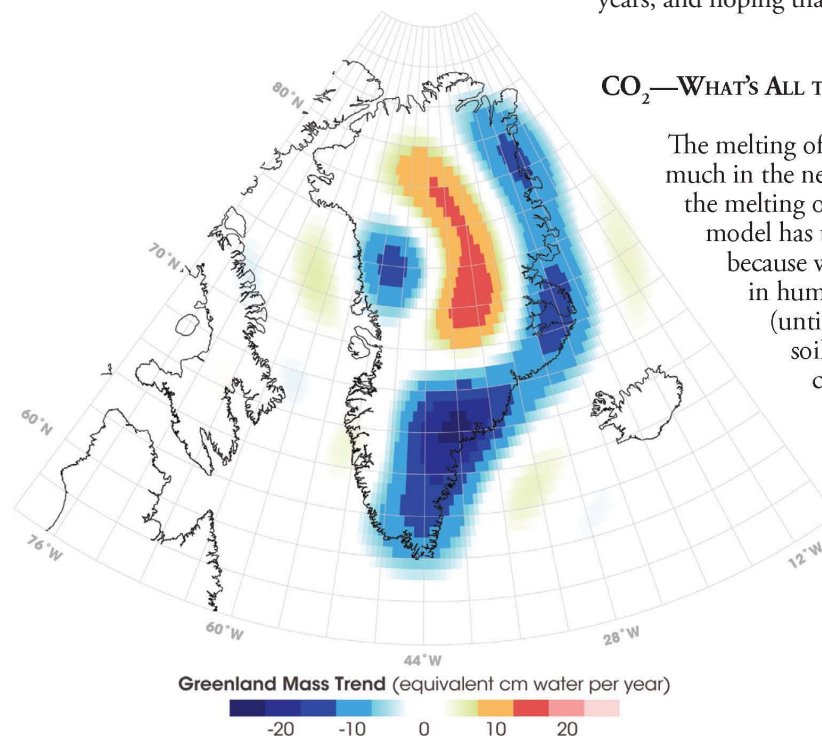 years, and hoping tha
CO2—WHAT'S ALL T
The melting of
much in the ne
the melting o
model has
because w
in hum
(unti
soil
c
80°N
70°N
60°N
76°W
60°W
44°W
28°W
12°W
Greenland Mass Trend (equivalent cm water per year)
-20 -10 0 10 20